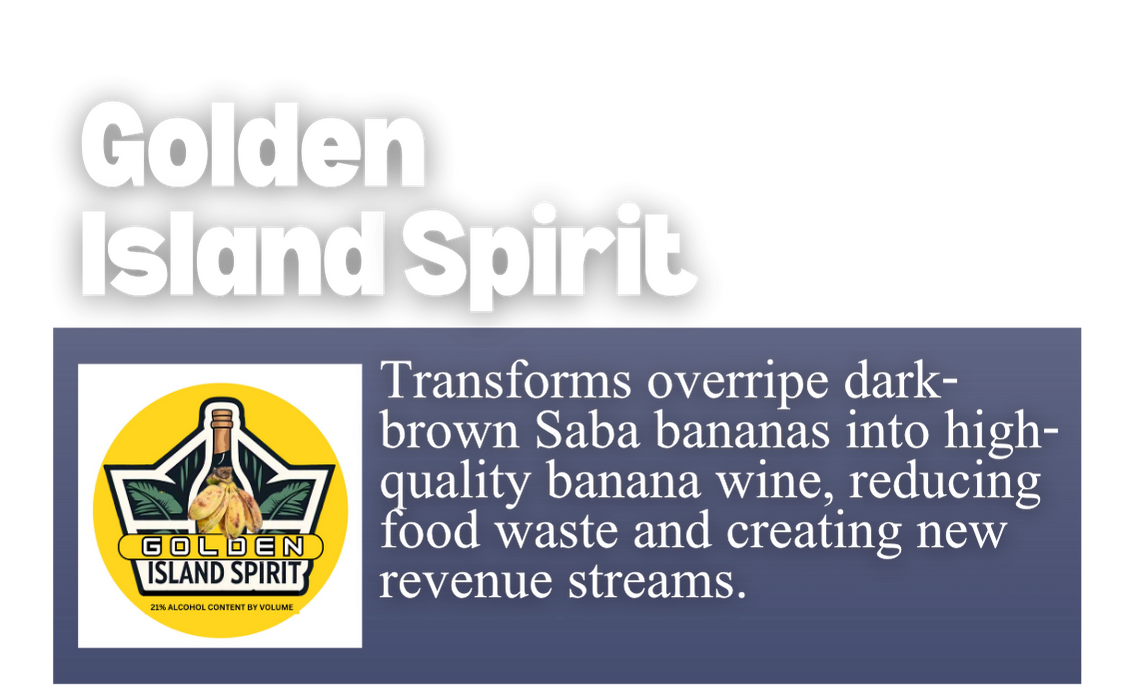 Golden
Island Spirit
Transforms overripe dark-
brown Saba bananas into high-
quality banana wine, reducing
food waste and creating new
revenue streams.
GOLDEN
ISLAND SPIRIT
21% ALCOHOL CONTENT BY VOLUME